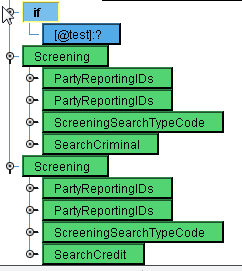 if
[@test]:?
Screening
PartyReportingIDs
PartyReportingIDs
ScreeningSearchTypeCode
SearchCriminal
Screening
PartyReportingIDs
PartyReportingIDs
ScreeningSearchTypeCode
SearchCredit